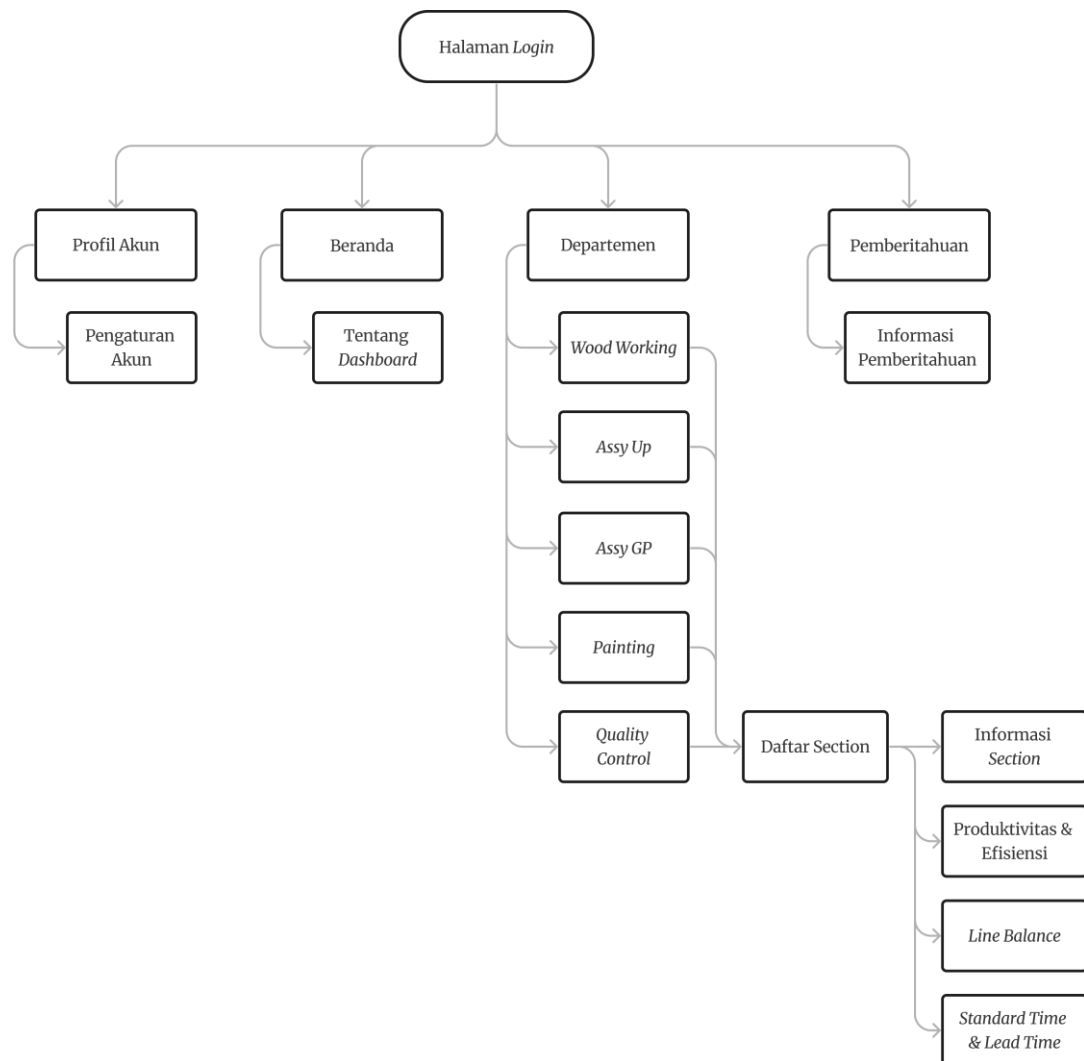 Halaman Login
Profil Akun
Beranda
Departemen
Pemberitahuan
Pengaturan
Akun
Tentang
Dashboard
Wood Working
Informasi
Pemberitahuan
Assy Up
Assy GP
Painting
Quality
Control
Daftar Section
Informasi
Section
Produktivitas &
Efisiensi
Line Balance
Standard Time
& Lead Time